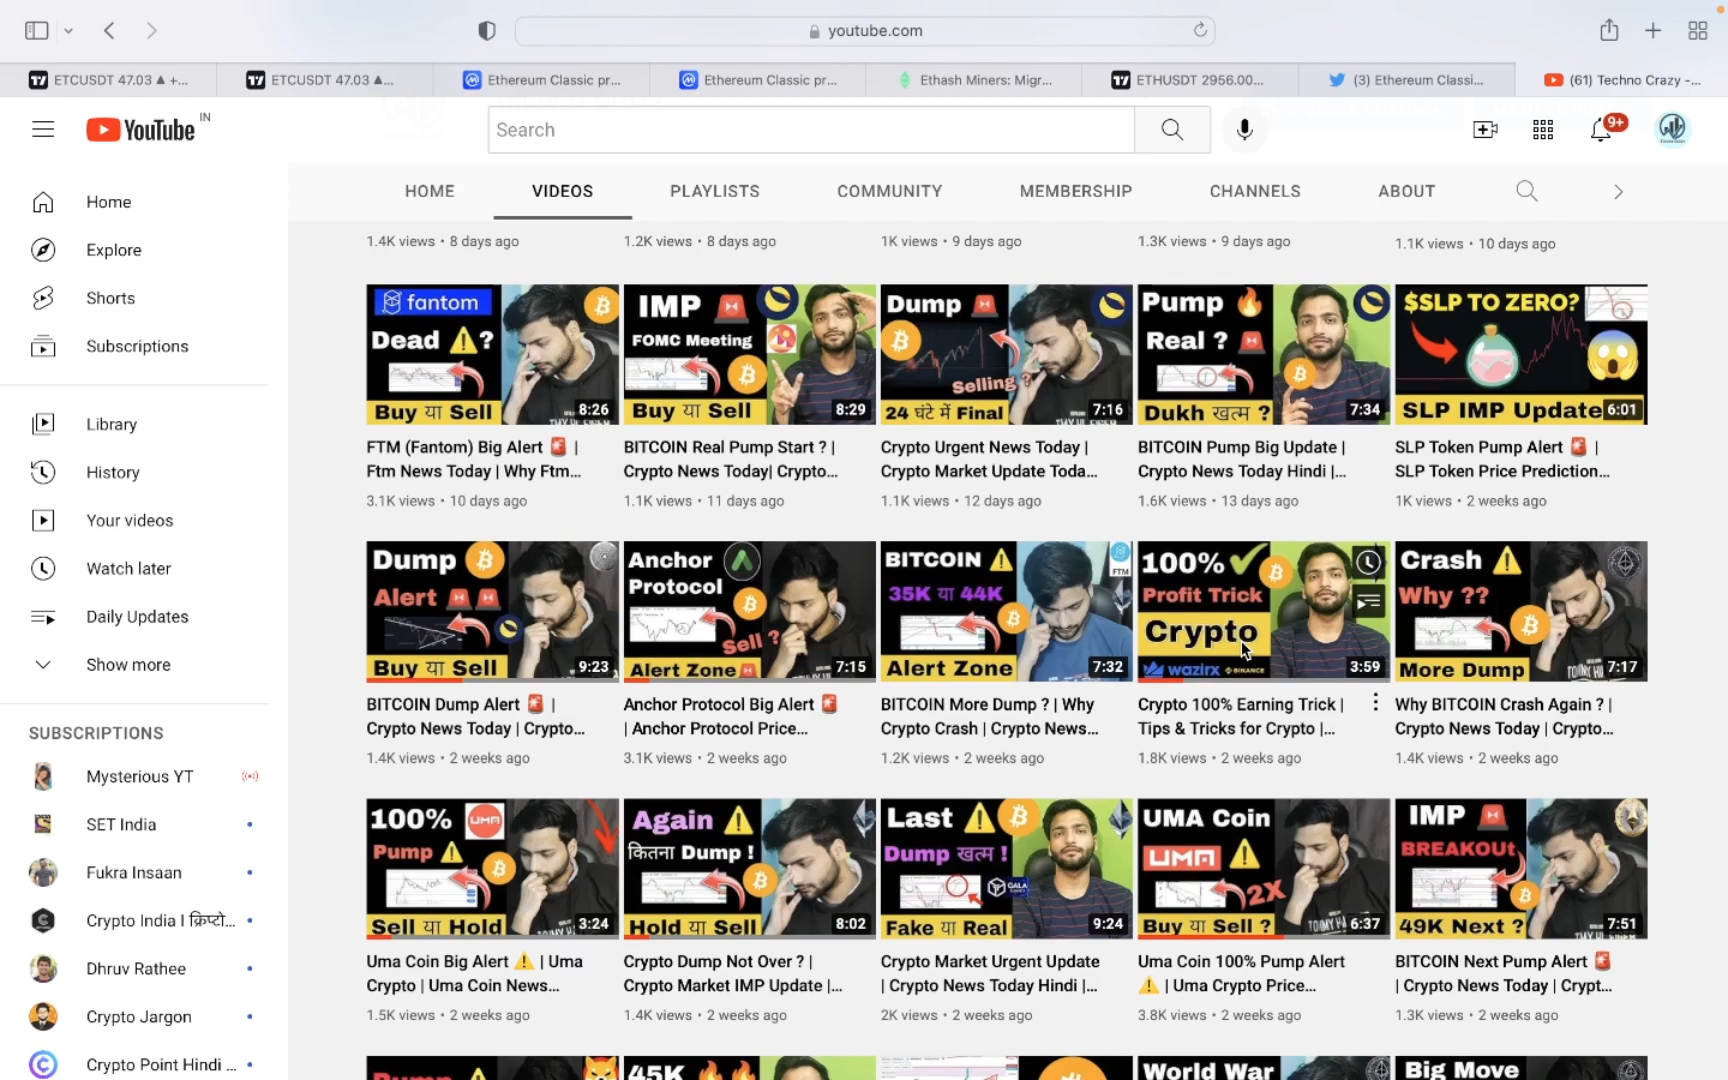 youtube.com
ETCUSDT 47.03 ▲ +...
ETCUSDT 47.03 ▲...
Ethereum Classic pr...
Ethereum Classic pr...
Ethash Miners: Migr...
ETHUSDT 2956.00...
(3) Ethereum Classi...
(61) Techno Crazy -...
YouTube IN
Search
9+
HOME
VIDEOS
PLAYLISTS
COMMUNITY
MEMBERSHIP
CHANNELS
ABOUT
Home
Explore
Shorts
Subscriptions
Library
History
Your videos
Watch later
Daily Updates
Show more
SUBSCRIPTIONS
Mysterious YT
SET India
Fukra Insaan
Crypto India I क्रिप्टो...
Dhruv Rathee
Crypto Jargon
Crypto Point Hindi ...
1.4K views • 8 days ago
1.2K views • 8 days ago
1K views • 9 days ago
1.3K views • 9 days ago
1.1K views • 10 days ago
fantom
Dead ⚠️?
Buy या Sell
8:26
FTM (Fantom) Big Alert 🚨 |
Ftm News Today | Why Ftm...
3.1K views • 10 days ago
IMP 🚨
FOMC Meeting
Buy या Sell
8:29
BITCOIN Real Pump Start ? |
Crypto News Today| Crypto...
1.1K views • 11 days ago
Dump 🚨
Selling ?
24 घंटे में Final
7:16
Crypto Urgent News Today |
Crypto Market Update Toda...
1.1K views • 12 days ago
Pump 🔥
Real ? 🚨
Dukh खत्म ?
7:34
BITCOIN Pump Big Update |
Crypto News Today Hindi |...
1.6K views • 13 days ago
$SLP TO ZERO?
SLP IMP Update
6:01
SLP Token Pump Alert 🚨 |
SLP Token Price Prediction...
1K views • 2 weeks ago
Dump
Alert 🚨🚨
Buy या Sell
9:23
BITCOIN Dump Alert 🚨 |
Crypto News Today | Crypto...
1.4K views • 2 weeks ago
Anchor
Protocol
Sell ?
Alert Zone🚨
7:15
Anchor Protocol Big Alert 🚨
| Anchor Protocol Price...
3.1K views • 2 weeks ago
BITCOIN ⚠️
FTM
35K या 44K
Alert Zone
7:32
BITCOIN More Dump ? | Why
Crypto Crash | Crypto News...
1.2K views • 2 weeks ago
100% ✓
Profit Trick
Crypto
wazirx BINANCE
3:59
Crypto 100% Earning Trick |
Tips & Tricks for Crypto |...
1.8K views • 2 weeks ago
Crash ⚠️
Why ??
More Dump
7:17
Why BITCOIN Crash Again ? |
Crypto News Today | Crypto...
1.4K views • 2 weeks ago
100% UMA
Pump ⚠️
Sell या Hold
3:24
Uma Coin Big Alert ⚠️ | Uma
Crypto | Uma Coin News...
1.5K views • 2 weeks ago
Again ⚠️
कितना Dump !
Hold या Sell
8:02
Crypto Dump Not Over ? |
Crypto Market IMP Update |...
1.4K views • 2 weeks ago
Last ⚠️
Dump खत्म !
GALA
Fake या Real
9:24
Crypto Market Urgent Update
| Crypto News Today Hindi |...
2K views • 2 weeks ago
UMA Coin
UMA ⚠️
2X
Buy या Sell ?
6:37
Uma Coin 100% Pump Alert
⚠️ | Uma Crypto Price...
3.8K views • 2 weeks ago
IMP 🚨
BREAKOUt
49K Next ?
7:51
BITCOIN Next Pump Alert 🚨
| Crypto News Today | Crypt...
1.3K views • 2 weeks ago
45K 🔥🔥
World War
Big Move